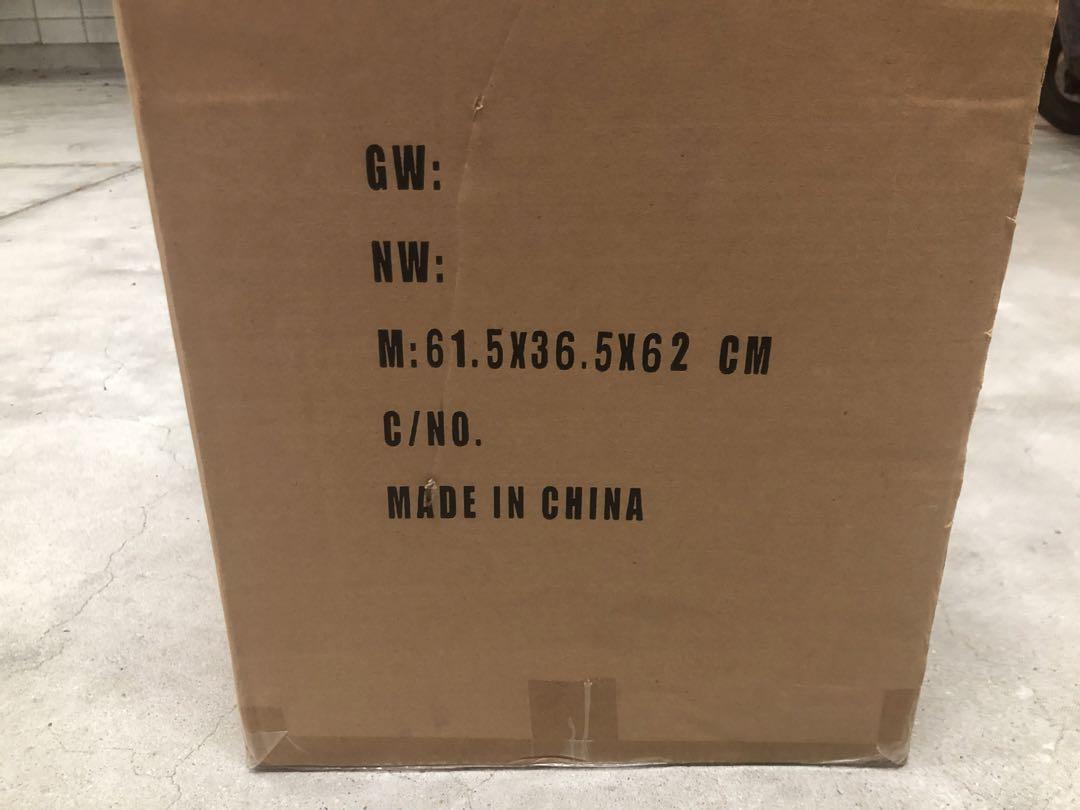 GW:
NW:
M:61.5X36.5X62 CM
C/NO.
MADE IN CHINA